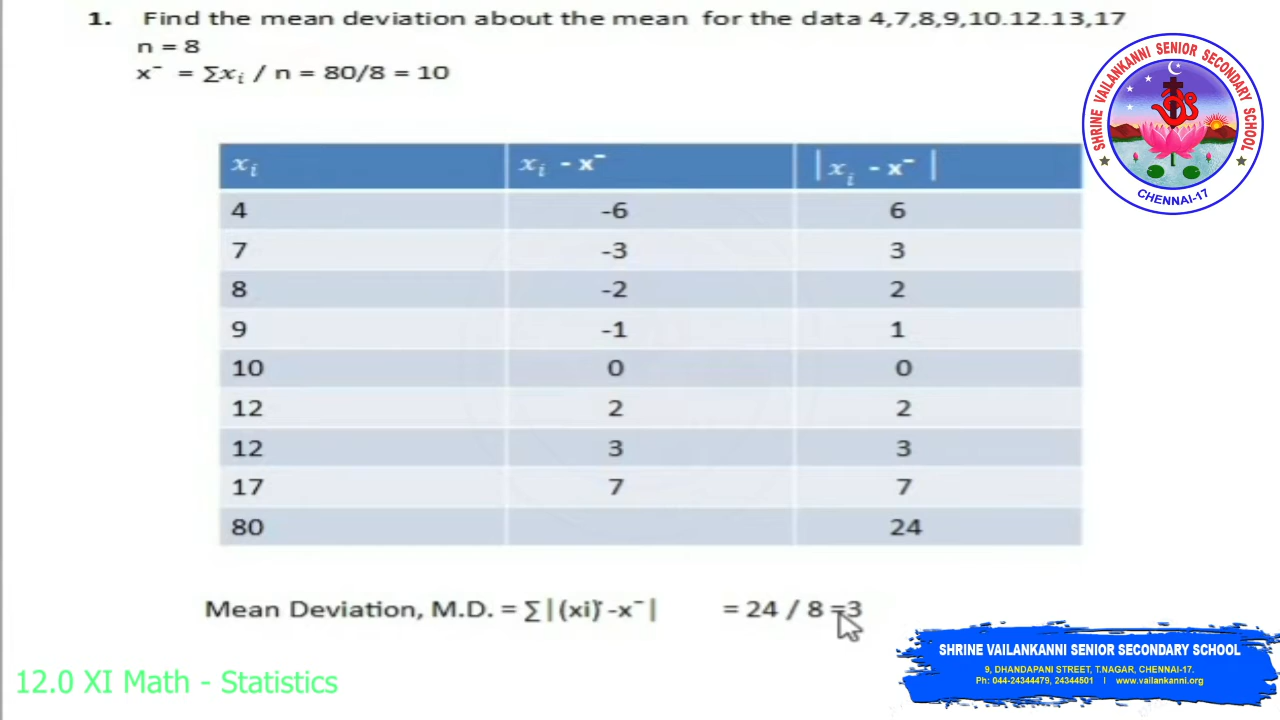 1. Find the mean deviation about the mean for the data 4,7,8,9,10.12.13,17
n = 8
x⁻ = ∑xᵢ / n = 80/8 = 10
xᵢ xᵢ - x⁻ |xᵢ - x⁻|
4 -6 6
7 -3 3
8 -2 2
9 -1 1
10 0 0
12 2 2
12 3 3
17 7 7
80 24
Mean Deviation, M.D. = ∑|(xi) -x⁻| = 24 / 8 =3
12.0 XI Math - Statistics
SHRINE VAILANKANNI SENIOR SECONDARY SCHOOL
CHENNAI-17
SHRINE VAILANKANNI SENIOR SECONDARY SCHOOL
9, DHANDAPANI STREET, T.NAGAR, CHENNAI-17.
Ph: 044-24344479, 24344501 I www.vailankanni.org